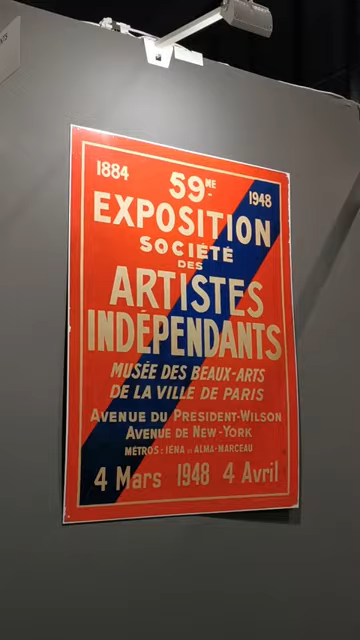 1884
59ME
1948
EXPOSITION
SOCIÉTÉ
DES
ARTISTES
INDÉPENDANTS
MUSÉE DES BEAUX-ARTS
DE LA VILLE DE PARIS
AVENUE DU PRESIDENT-WILSON
AVENUE DE NEW-YORK
MÉTROS: IÉNA ET ALMA-MARCEAU
4 Mars 1948 4 Avril